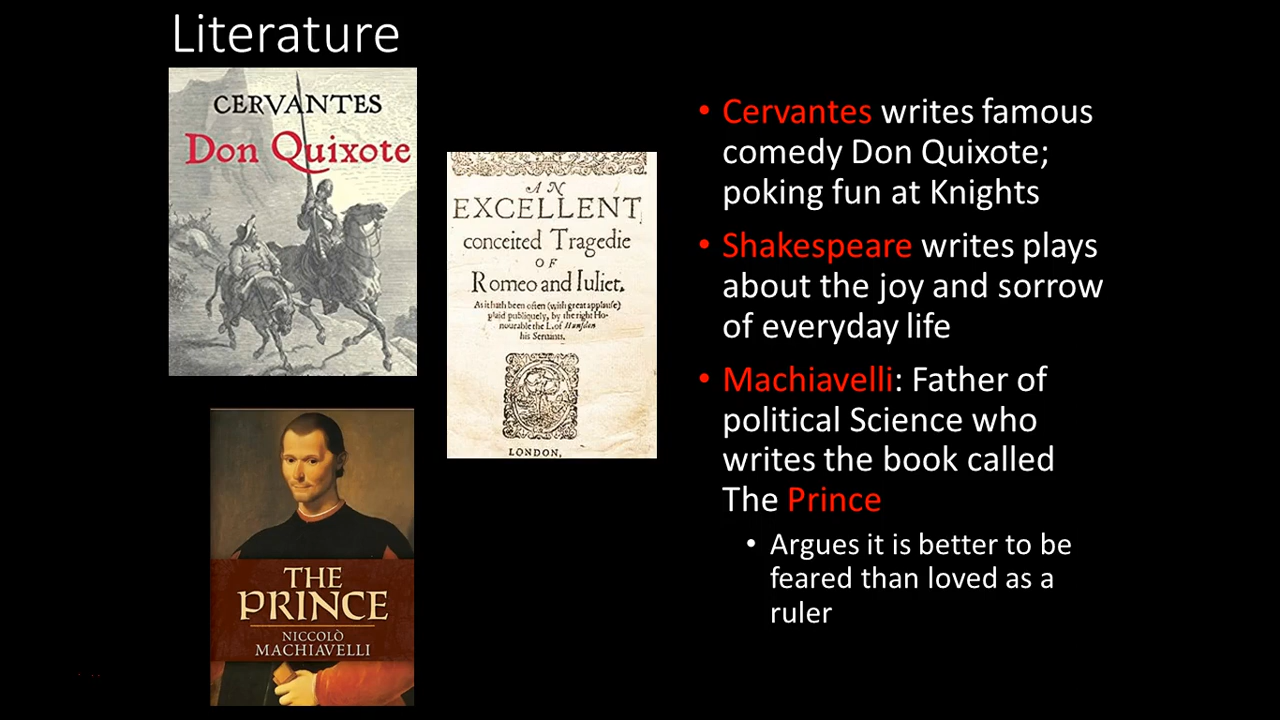 Literature
CERVANTES
Don Quixote
AN
EXCELLENT
conceited Tragedie
OF
Romeo and Iuliet.
As it hath been often (with great applause)
plaid publiquely, by the right Ho-
nourable the L. of Hunsdon
his Seruants.
LONDON,
THE
PRINCE
NICCOLÒ
MACHIAVELLI
• Cervantes writes famous
comedy Don Quixote;
poking fun at Knights
• Shakespeare writes plays
about the joy and sorrow
of everyday life
• Machiavelli: Father of
political Science who
writes the book called
The Prince
• Argues it is better to be
feared than loved as a
ruler